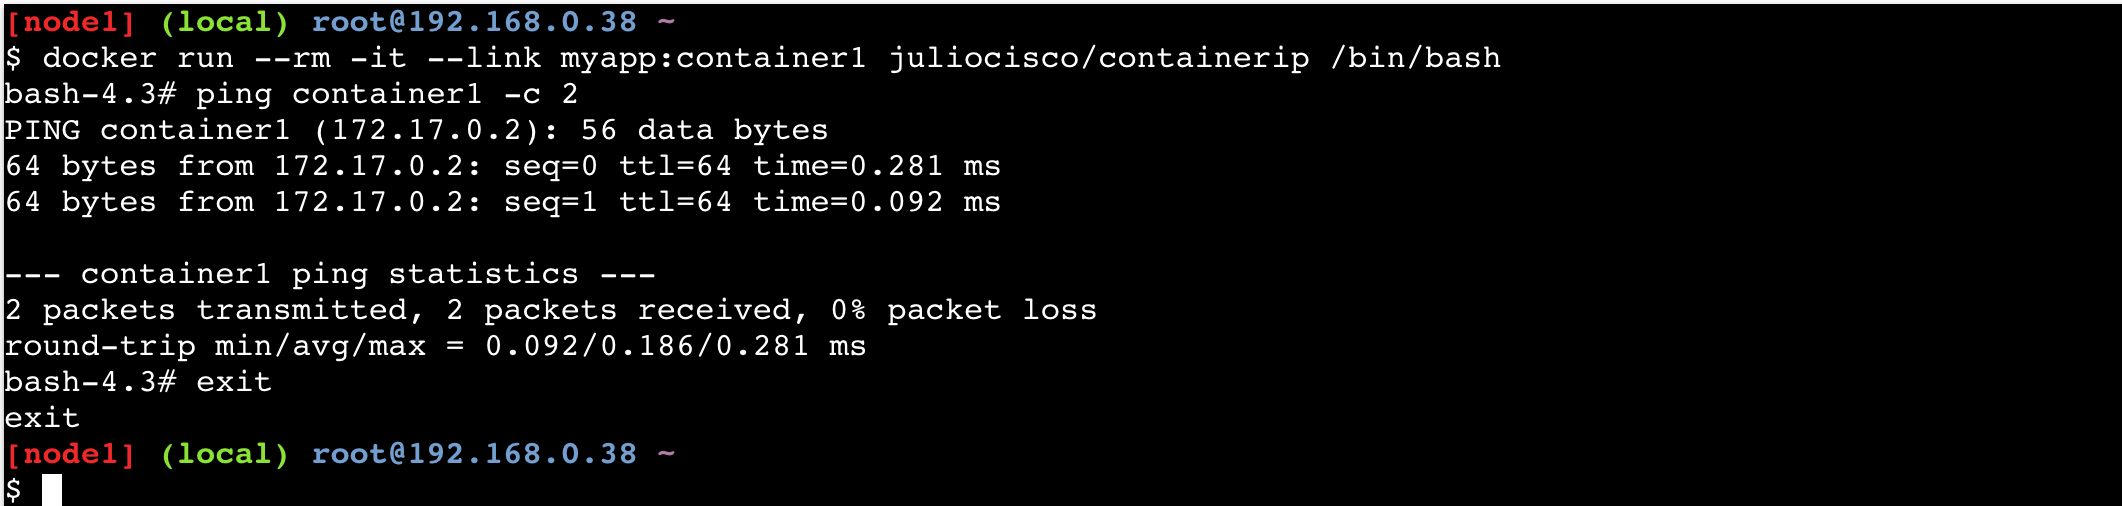 [node1] (local) root@192.168.0.38 ~
$ docker run --rm -it --link myapp:container1 juliocisco/containerip /bin/bash
bash-4.3# ping container1 -c 2
PING container1 (172.17.0.2): 56 data bytes
64 bytes from 172.17.0.2: seq=0 ttl=64 time=0.281 ms
64 bytes from 172.17.0.2: seq=1 ttl=64 time=0.092 ms
--- container1 ping statistics ---
2 packets transmitted, 2 packets received, 0% packet loss
round-trip min/avg/max = 0.092/0.186/0.281 ms
bash-4.3# exit
exit
[node1] (local) root@192.168.0.38 ~
$